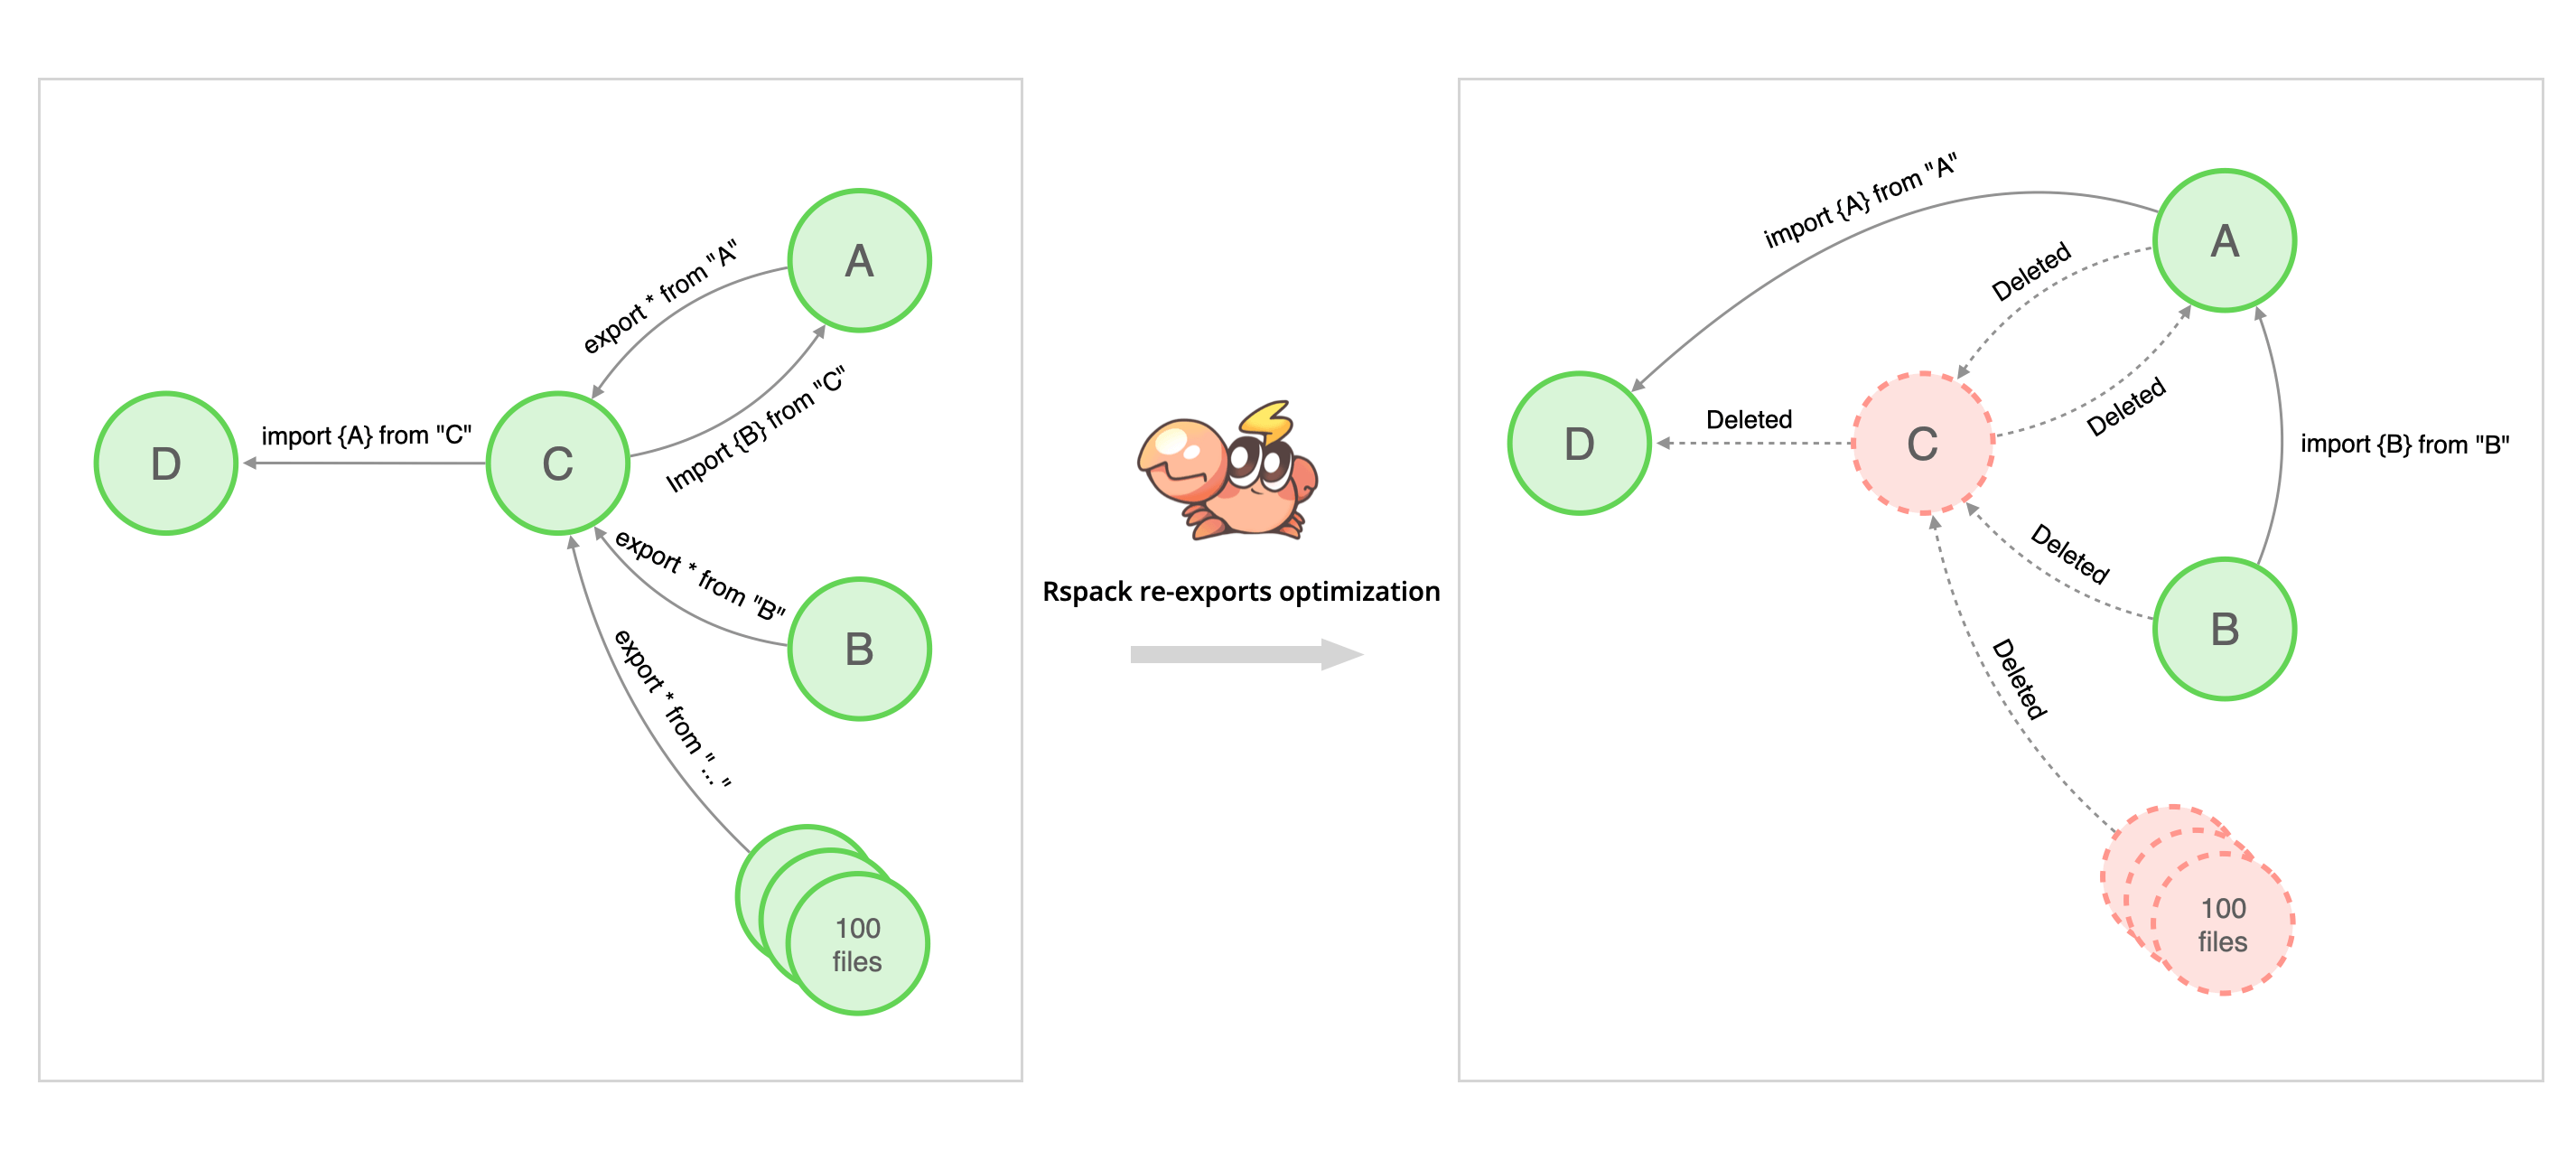 export * from "A"
A
Import {B} from "C"
import {A} from "C"
D
C
export * from "B"
B
export * from "..."
100
files
Rspack re-exports optimization
import {A} from "A"
A
Deleted
Deleted
Deleted
D
C
import {B} from "B"
Deleted
B
Deleted
100
files